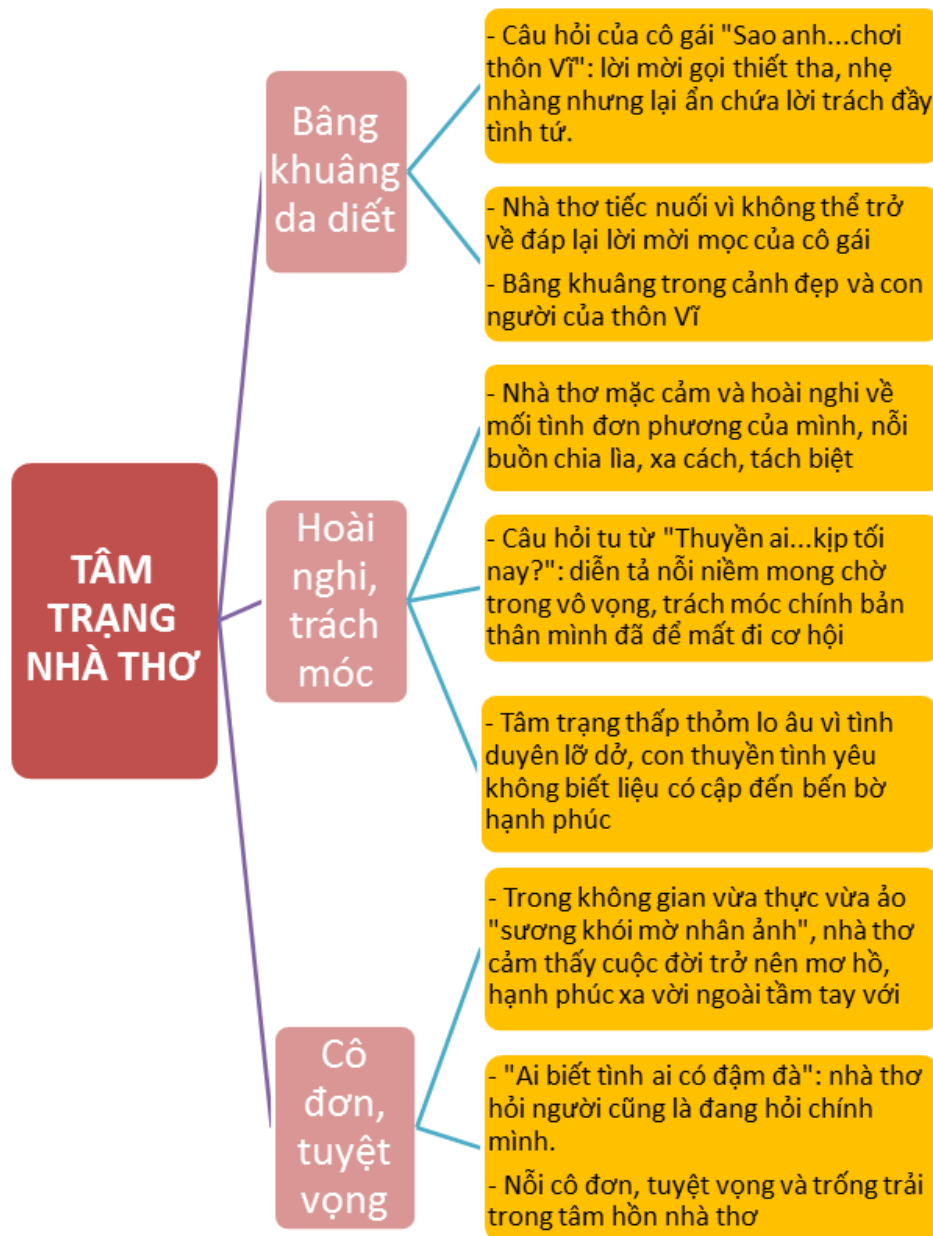 TÂM
TRẠNG
NHÀ THƠ
Bâng
khuâng
da diết
- Câu hỏi của cô gái "Sao anh...chơi
thôn Vĩ": lời mời gọi thiết tha, nhẹ
nhàng nhưng lại ẩn chứa lời trách đầy
tình tứ.
- Nhà thơ tiếc nuối vì không thể trở
về đáp lại lời mời mọc của cô gái
- Bâng khuâng trong cảnh đẹp và con
người của thôn Vĩ
Hoài
nghi,
trách
móc
- Nhà thơ mặc cảm và hoài nghi về
mối tình đơn phương của mình, nỗi
buồn chia lìa, xa cách, tách biệt
- Câu hỏi tu từ "Thuyền ai...kịp tối
nay?": diễn tả nỗi niềm mong chờ
trong vô vọng, trách móc chính bản
thân mình đã để mất đi cơ hội
- Tâm trạng thấp thỏm lo âu vì tình
duyên lỡ dở, con thuyền tình yêu
không biết liệu có cập đến bến bờ
hạnh phúc
Cô
đơn,
tuyệt
vọng
- Trong không gian vừa thực vừa ảo
"sương khói mờ nhân ảnh", nhà thơ
cảm thấy cuộc đời trở nên mơ hồ,
hạnh phúc xa vời ngoài tầm tay với
- "Ai biết tình ai có đậm đà": nhà thơ
hỏi người cũng là đang hỏi chính
mình.
- Nỗi cô đơn, tuyệt vọng và trống trải
trong tâm hồn nhà thơ